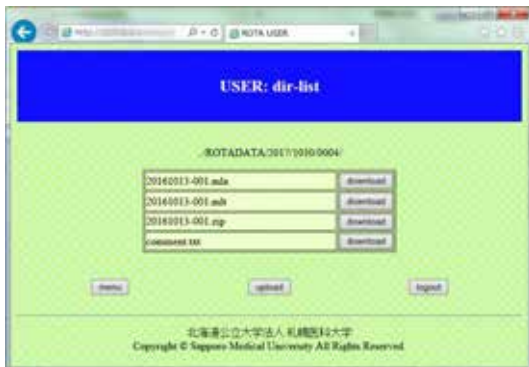 ROTA USER
USER: dir-list
./ROTADATA/2017/1030/0004/
20161013-001.mda download
20161013-001.mdt download
20161013-001.zip download
comment.txt download
menu upload logout
北海道公立大学法人 札幌医科大学
Copyright © Sapporo Medical University All Rights Reserved.